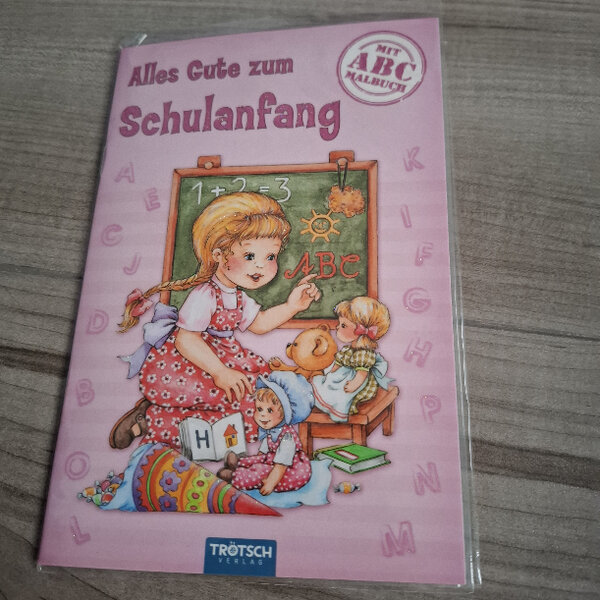 Alles Gute zum
Schulanfang
MIT
ABC
MALBUCH
1 + 2 = 3
ABC
A
E
C
J
D
B
O
L
K
I
F
G
H
P
N
M
H
TRÖTSCH
VERLAG